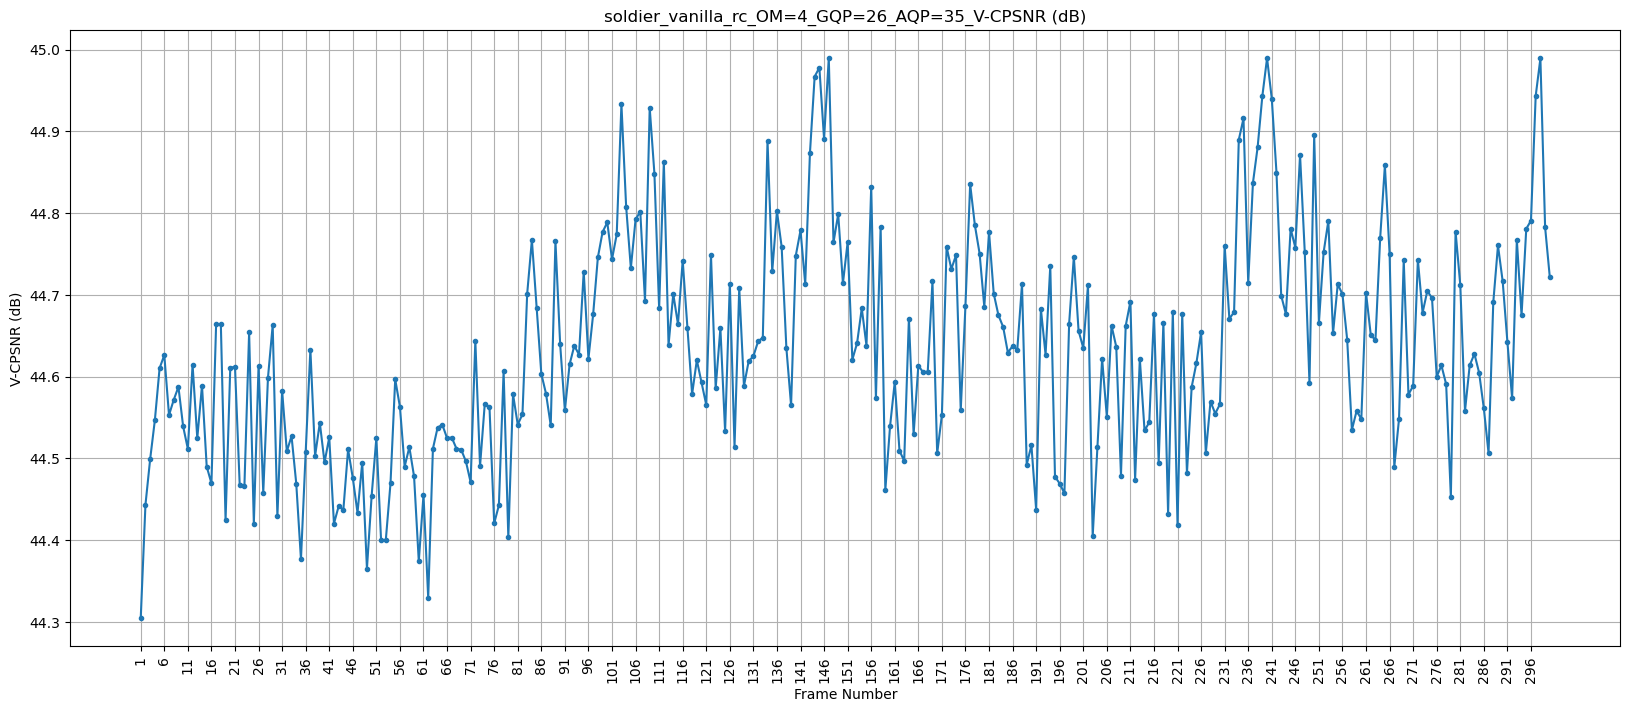 soldier_vanilla_rc_OM=4_GQP=26_AQP=35_V-CPSNR (dB)
V-CPSNR (dB)
45.0
44.9
44.8
44.7
44.6
44.5
44.4
44.3
1 6 11 16 21 26 31 36 41 46 51 56 61 66 71 76 81 86 91 96 101 106 111 116 121 126 131 136 141 146 151 156 161 166 171 176 181 186 191 196 201 206 211 216 221 226 231 236 241 246 251 256 261 266 271 276 281 286 291 296
Frame Number